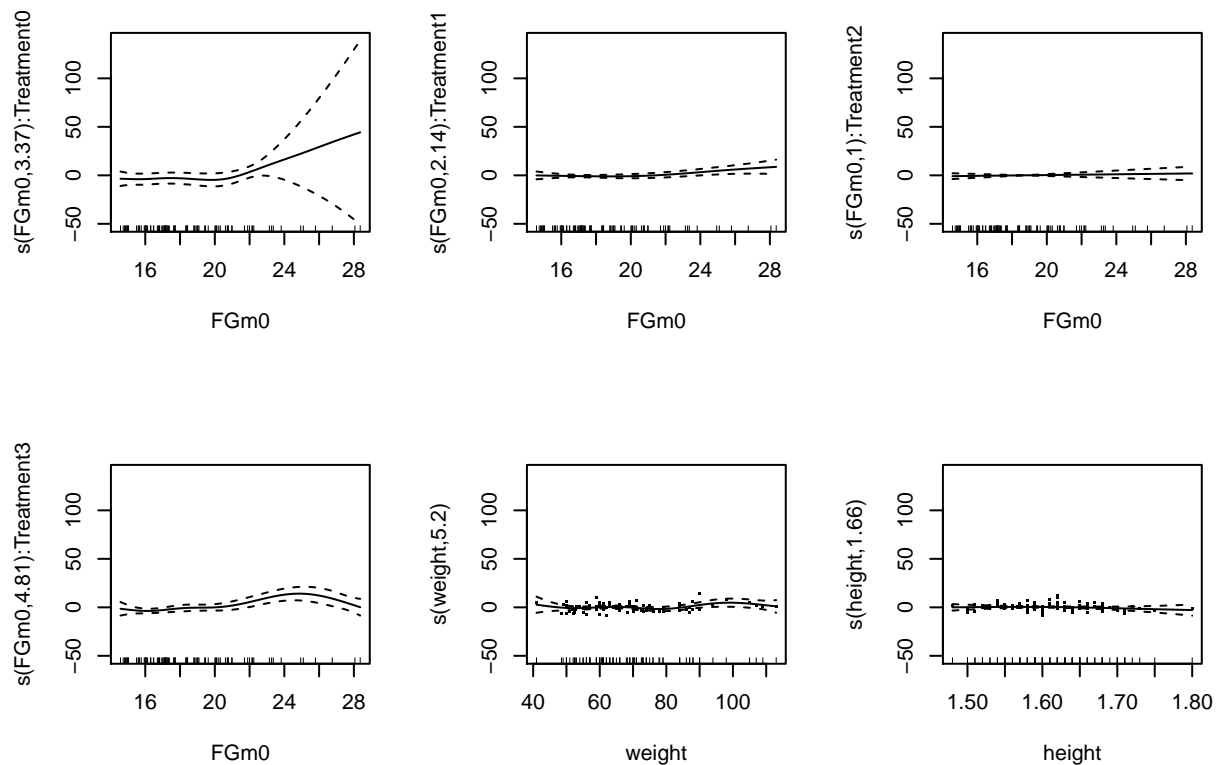 s(FGm0,3.37):Treatment0
100
50
0
−50
16 20 24 28
FGm0
s(FGm0,2.14):Treatment1
100
50
0
−50
16 20 24 28
FGm0
s(FGm0,1):Treatment2
100
50
0
−50
16 20 24 28
FGm0
s(FGm0,4.81):Treatment3
100
50
0
−50
16 20 24 28
FGm0
s(weight,5.2)
100
50
0
−50
40 60 80 100
weight
s(height,1.66)
100
50
0
−50
1.50 1.60 1.70 1.80
height